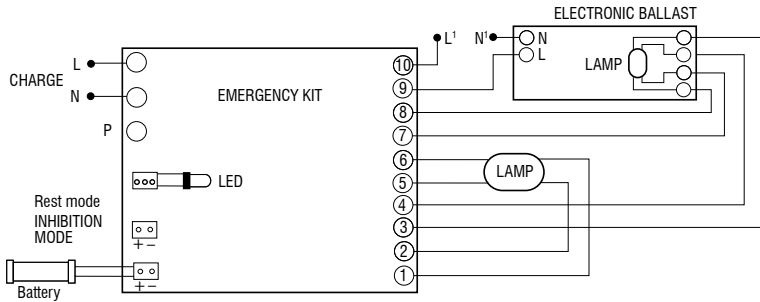 ELECTRONIC BALLAST
L¹
N¹
N
L
LAMP
L
CHARGE
N
P
EMERGENCY KIT
LED
Rest mode
INHIBITION
MODE
+ −
+ −
Battery
10
9
8
7
6
5
4
3
2
1
LAMP